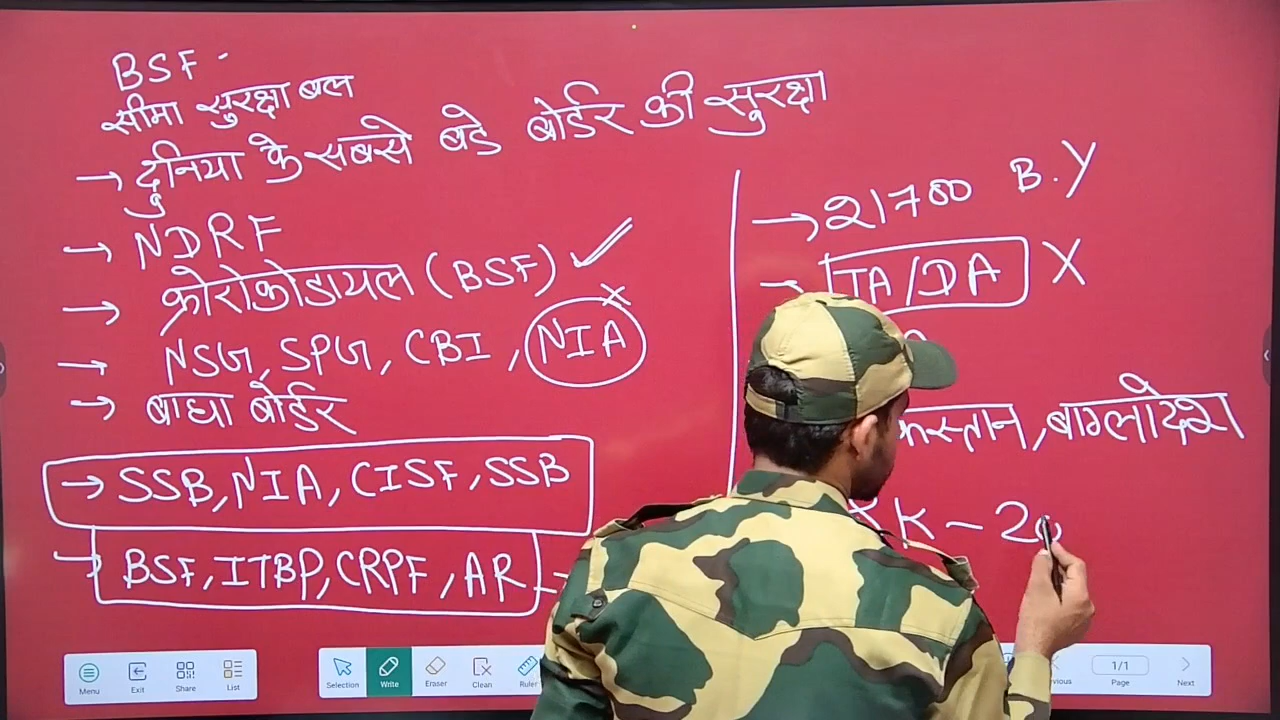 BSF -
सीमा सुरक्षा बल
→ दुनिया के सबसे बडे बोर्डर की सुरक्षा
→ NDRF
→ क्रोरोकोडायल (BSF) ✓
→ NSG, SPG, CBI, NIA X
→ बाघा बोर्डर
→ SSB, NIA, CISF, SSB
→ BSF, ITBP, CRPF, AR
→ 21700 B.Y
→ TA/DA X
कस्तान, बाग्लादेश
K - 20
Menu
Exit
Share
List
Selection
Write
Eraser
Clean
Ruler
1/1
Page
Next